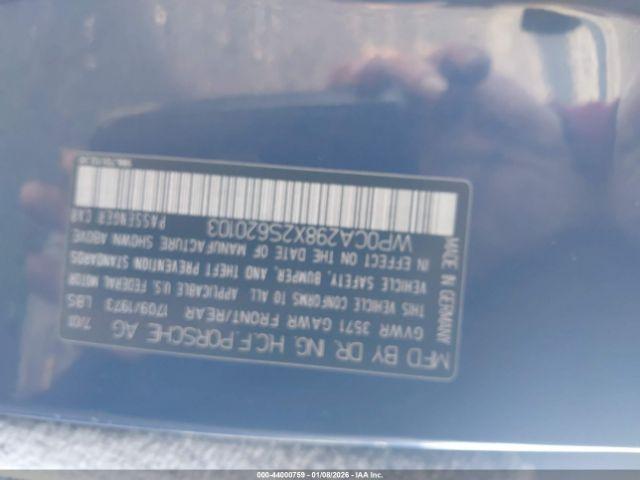 MFD BY DR. ING. H.C. F. PORSCHE AG 7/01
GVWR 3571 GAWR FRONT/REAR 1709/1973 LBS
THIS VEHICLE CONFORMS TO ALL APPLICABLE U.S. FEDERAL MOTOR
VEHICLE SAFETY, BUMPER, AND THEFT PREVENTION STANDARDS
IN EFFECT ON THE DATE OF MANUFACTURE SHOWN ABOVE
MADE IN GERMANY
WP0CA298X2S620103 PASSENGER CAR
000-44000759 - 01/08/2026 - IAA Inc.